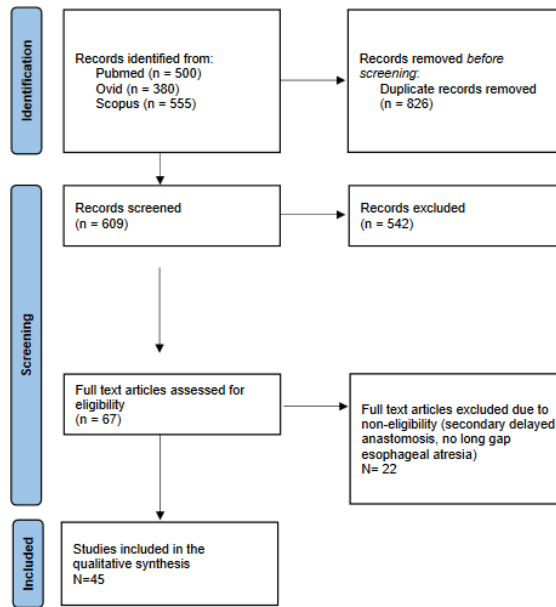 Identification
Records identified from:
Pubmed (n = 500)
Ovid (n = 380)
Scopus (n = 555)
Records removed before
screening:
Duplicate records removed
(n = 826)
Screening
Records screened
(n = 609)
Records excluded
(n = 542)
Full text articles assessed for
eligibility
(n = 67)
Full text articles excluded due to
non-eligibility (secondary delayed
anastomosis, no long gap
esophageal atresia)
N= 22
Included
Studies included in the
qualitative synthesis
N=45